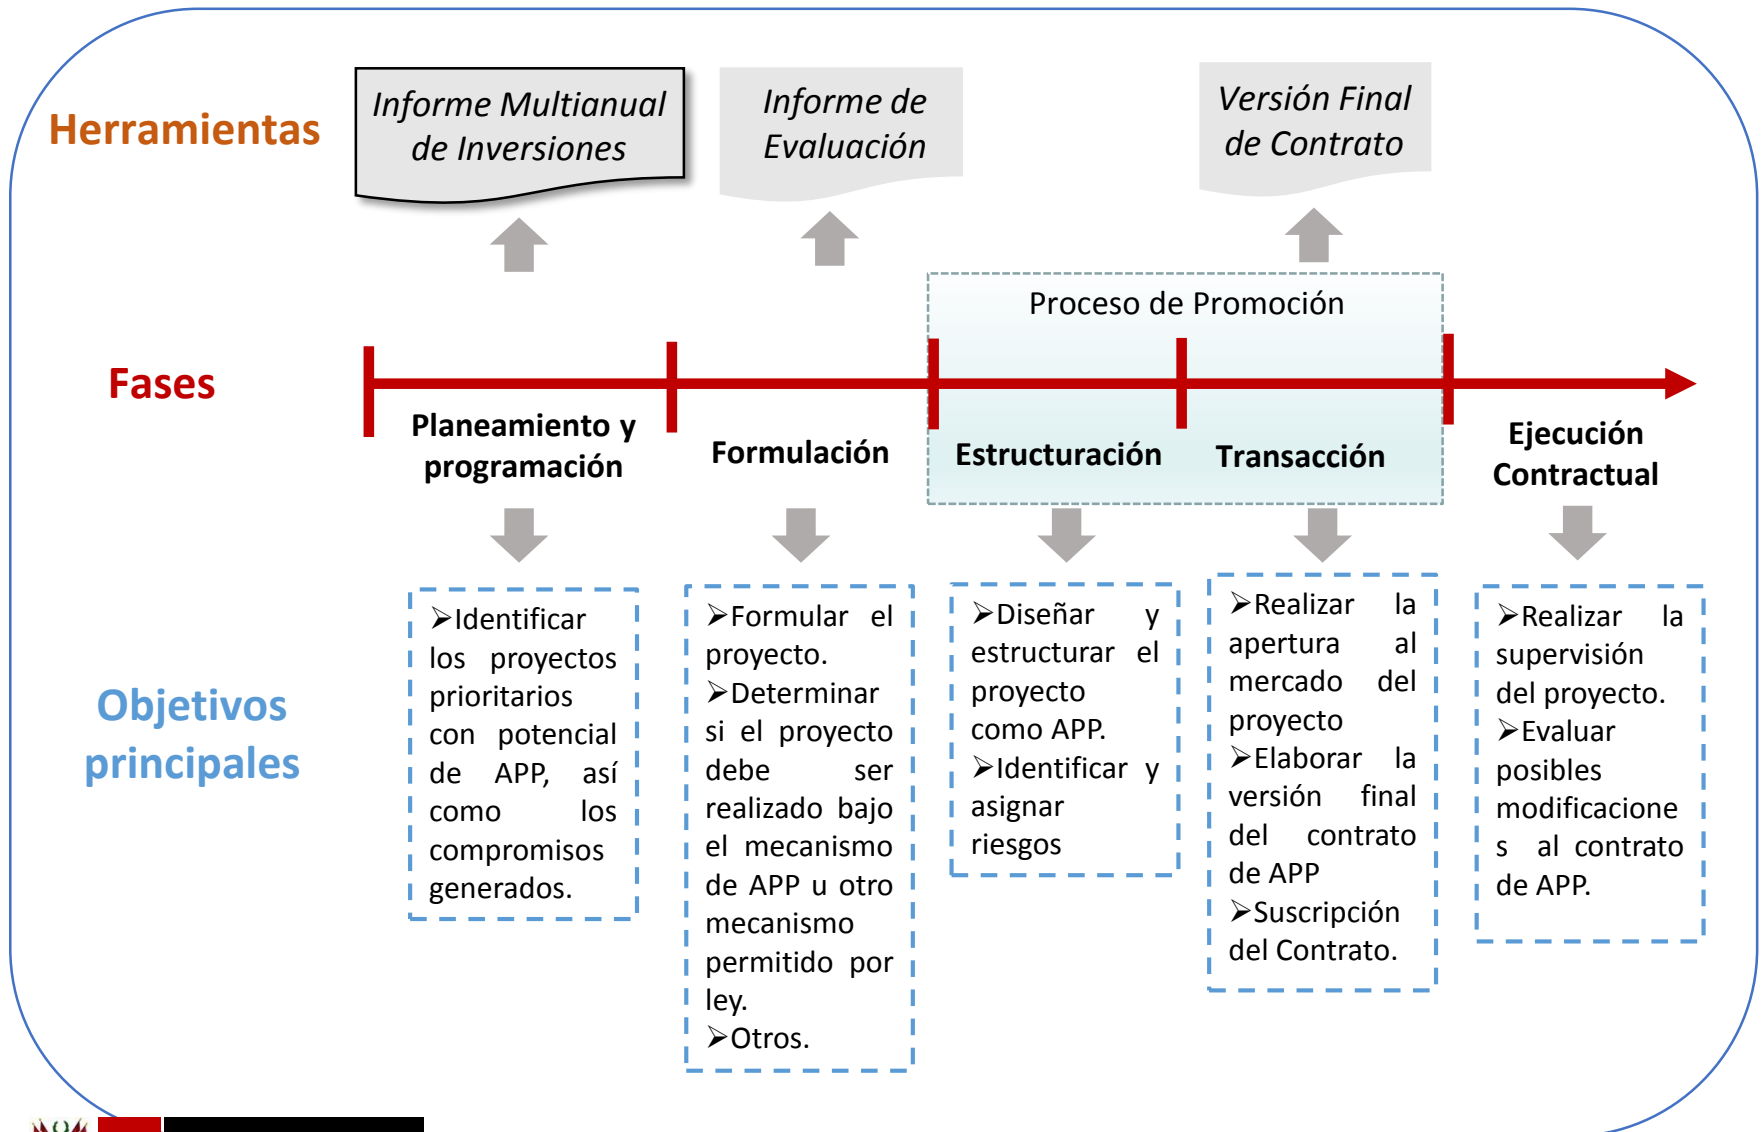 Herramientas
Informe Multianual
de Inversiones
Informe de
Evaluación
Versión Final
de Contrato
Proceso de Promoción
Fases
Planeamiento y
programación
Formulación
Estructuración
Transacción
Ejecución
Contractual
Objetivos
principales
➢Identificar
los proyectos
prioritarios
con potencial
de APP, así
como los
compromisos
generados.
➢Formular el
proyecto.
➢Determinar
si el proyecto
debe ser
realizado bajo
el mecanismo
de APP u otro
mecanismo
permitido por
ley.
➢Otros.
➢Diseñar y
estructurar el
proyecto
como APP.
➢Identificar y
asignar
riesgos
➢Realizar la
apertura al
mercado del
proyecto
➢Elaborar la
versión final
del contrato
de APP
➢Suscripción
del Contrato.
➢Realizar la
supervisión
del proyecto.
➢Evaluar
posibles
modificacione
s al contrato
de APP.